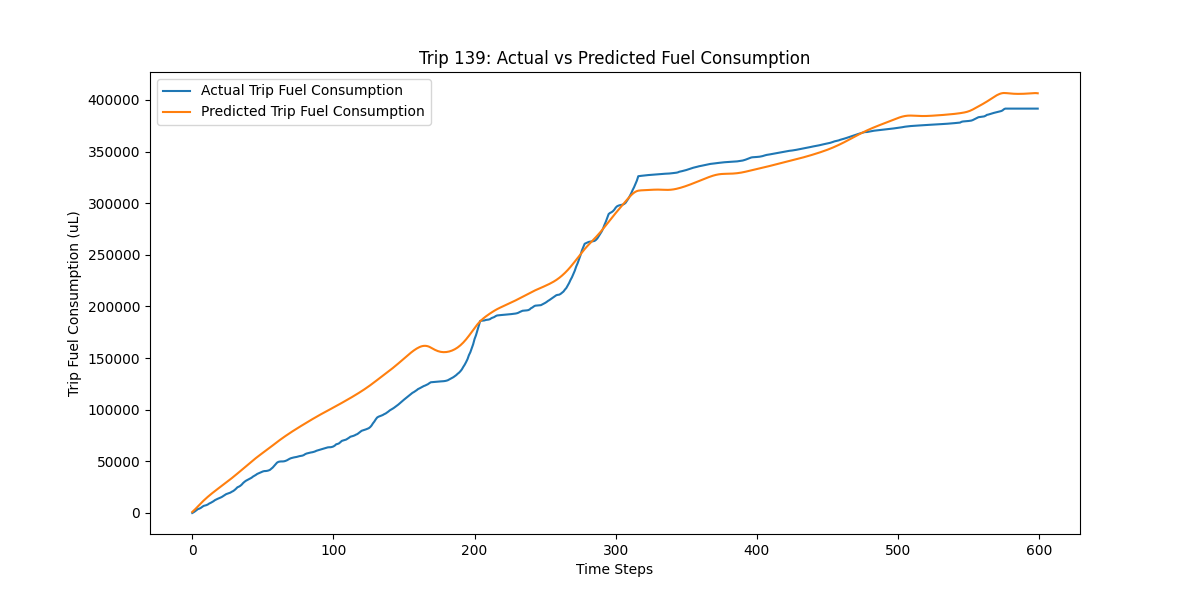 Trip 139: Actual vs Predicted Fuel Consumption
Actual Trip Fuel Consumption
Predicted Trip Fuel Consumption
Trip Fuel Consumption (uL)
400000
350000
300000
250000
200000
150000
100000
50000
0
0 100 200 300 400 500 600
Time Steps